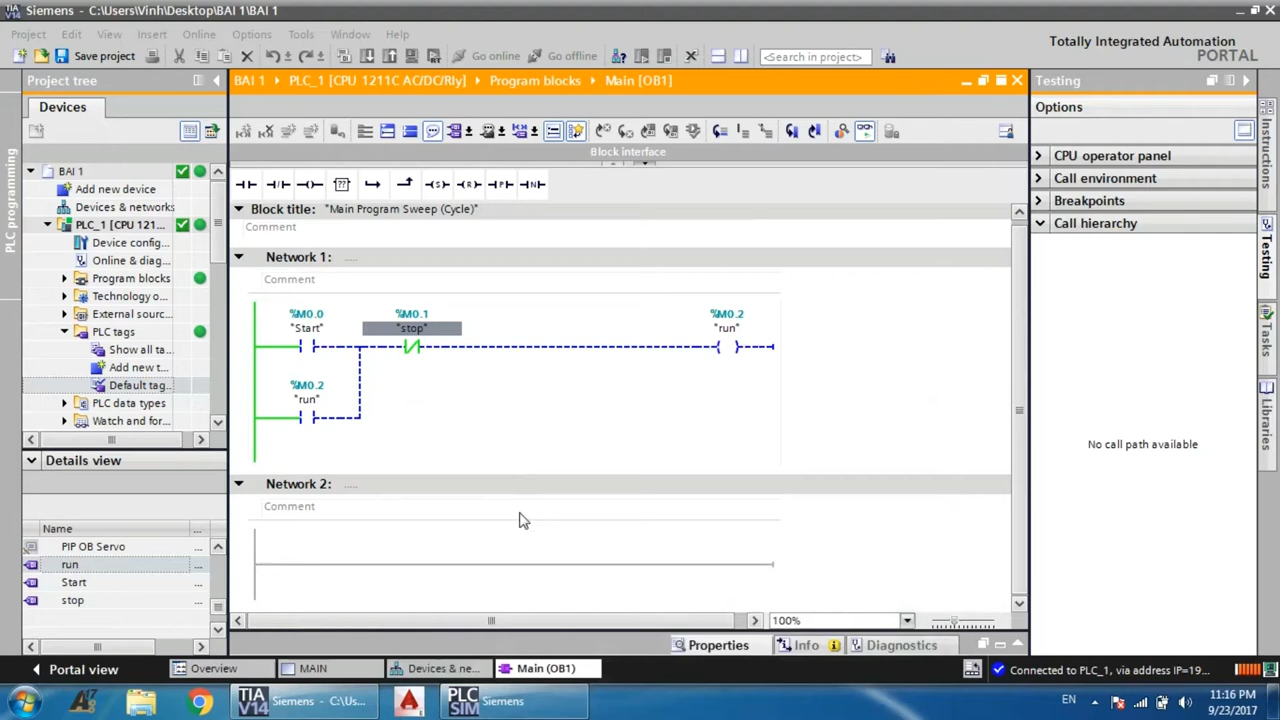 TIA V14 Siemens - C:\Users\Vinh\Desktop\BAI 1\BAI 1
Project Edit View Insert Online Options Tools Window Help
Totally Integrated Automation
PORTAL
Save project Go online Go offline <Search in project>
Project tree
BAI 1 PLC_1 [CPU 1211C AC/DC/Rly] Program blocks Main [OB1]
Testing
Devices
Options
Block interface
CPU operator panel
Call environment
Breakpoints
Call hierarchy
No call path available
BAI 1
Add new device
Devices & networks
PLC_1 [CPU 121...
Device config...
Online & diag...
Program blocks
Technology o...
External sourc...
PLC tags
Show all ta...
Add new t...
Default tag...
PLC data types
Watch and for...
Block title: "Main Program Sweep (Cycle)"
Comment
Network 1: .....
Comment
%M0.0 %M0.1 %M0.2
"Start" "stop" "run"
%M0.2
"run"
Network 2: .....
Comment
Details view
Name ...
PIP OB Servo ...
run ...
Start ...
stop ...
100%
Properties Info Diagnostics
PLC programming
Instructions
Testing
Tasks
Libraries
Portal view Overview MAIN Devices & ne... Main (OB1) Connected to PLC_1, via address IP=19...
TIA V14 Siemens - C:\Us... PLC SIM Siemens EN 11:16 PM
9/23/2017